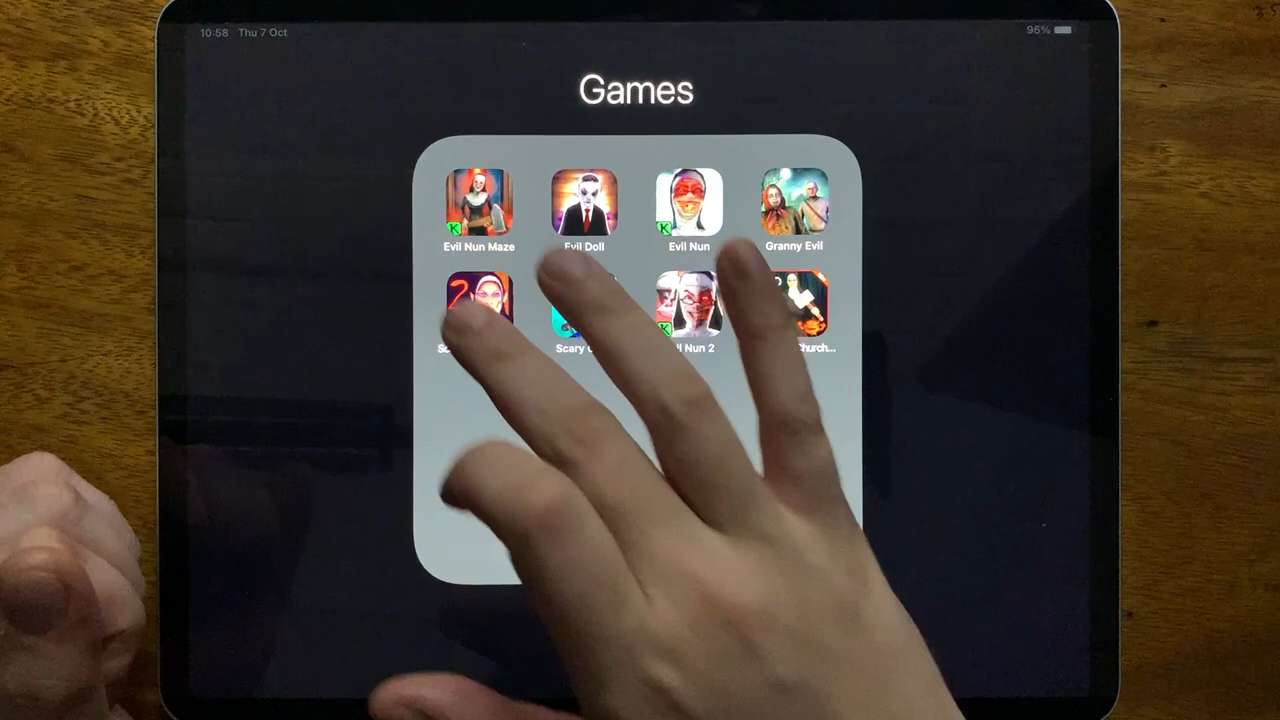 10:58 Thu 7 Oct
96%
Games
Evil Nun Maze
Evil Doll
Evil Nun
Granny Evil
2
K
K
K
Scary
Nun 2
Church...